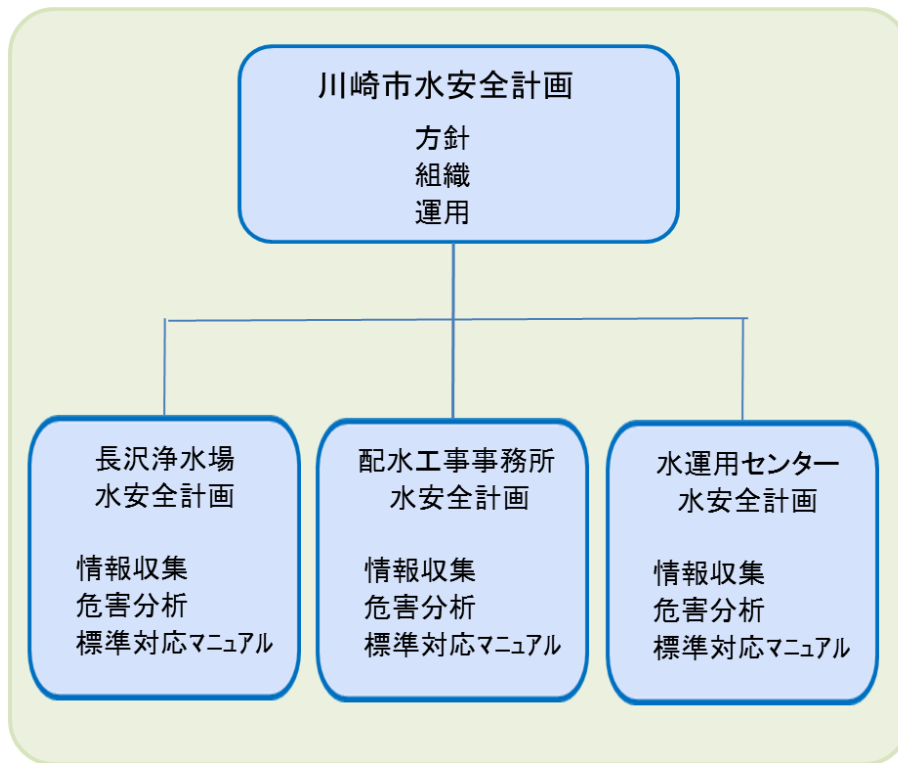 川崎市水安全計画
方針
組織
運用
長沢浄水場
水安全計画
情報収集
危害分析
標準対応マニュアル
配水工事事務所
水安全計画
情報収集
危害分析
標準対応マニュアル
水運用センター
水安全計画
情報収集
危害分析
標準対応マニュアル